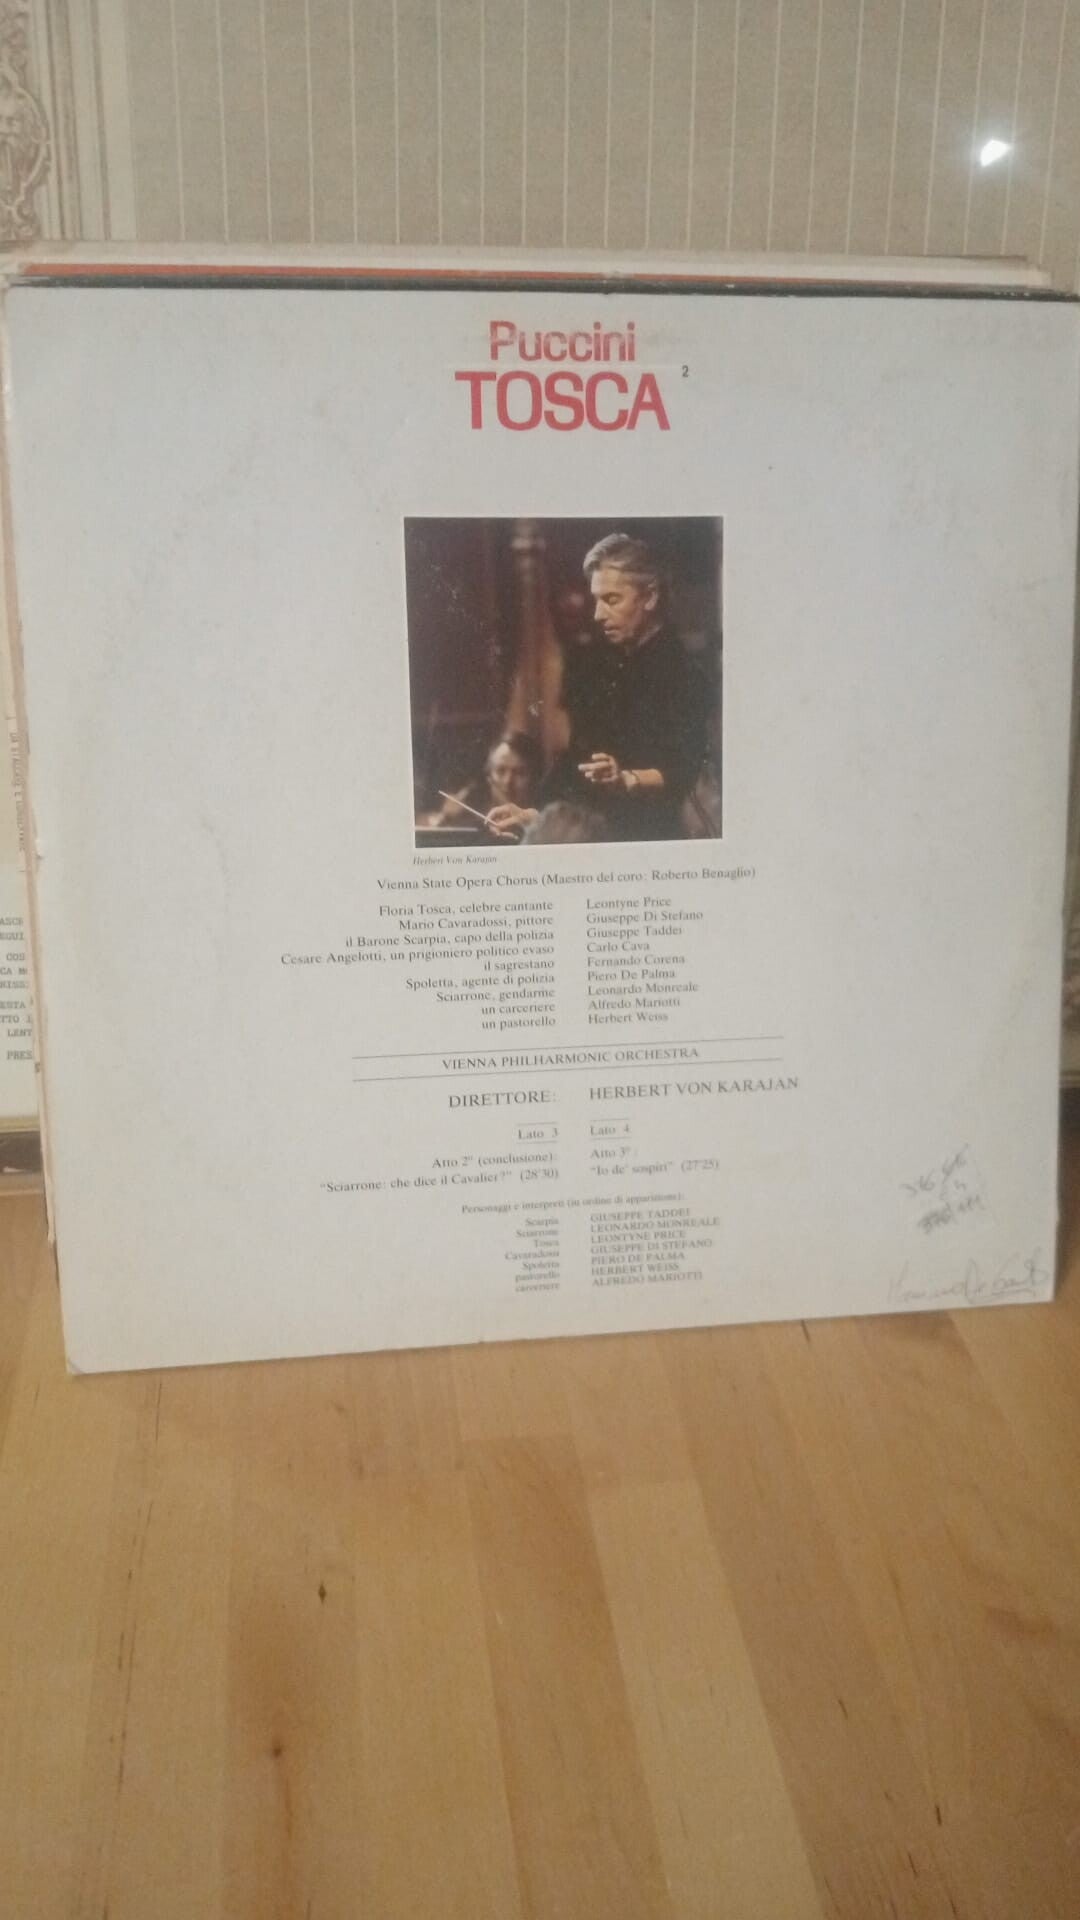 Puccini
TOSCA 2
Herbert Von Karajan
Vienna State Opera Chorus (Maestro del coro: Roberto Benaglio)
Floria Tosca, celebre cantante Leontyne Price
Mario Cavaradossi, pittore Giuseppe Di Stefano
il Barone Scarpia, capo della polizia Giuseppe Taddei
Cesare Angelotti, un prigioniero politico evaso Carlo Cava
il sagrestano Fernando Corena
Spoletta, agente di polizia Piero De Palma
Sciarrone, gendarme Leonardo Monreale
un carceriere Alfredo Mariotti
un pastorello Herbert Weiss
VIENNA PHILHARMONIC ORCHESTRA
DIRETTORE: HERBERT VON KARAJAN
Lato 3 Lato 4
Atto 2° (conclusione): Atto 3°:
"Sciarrone: che dice il Cavalier?" (28'30) "Io de' sospiri" (27'25)
Personaggi e interpreti (in ordine di apparizione):
Scarpia GIUSEPPE TADDEI
Sciarrone LEONARDO MONREALE
Tosca LEONTYNE PRICE
Cavaradossi GIUSEPPE DI STEFANO
Spoletta PIERO DE PALMA
pastorello HERBERT WEISS
carceriere ALFREDO MARIOTTI